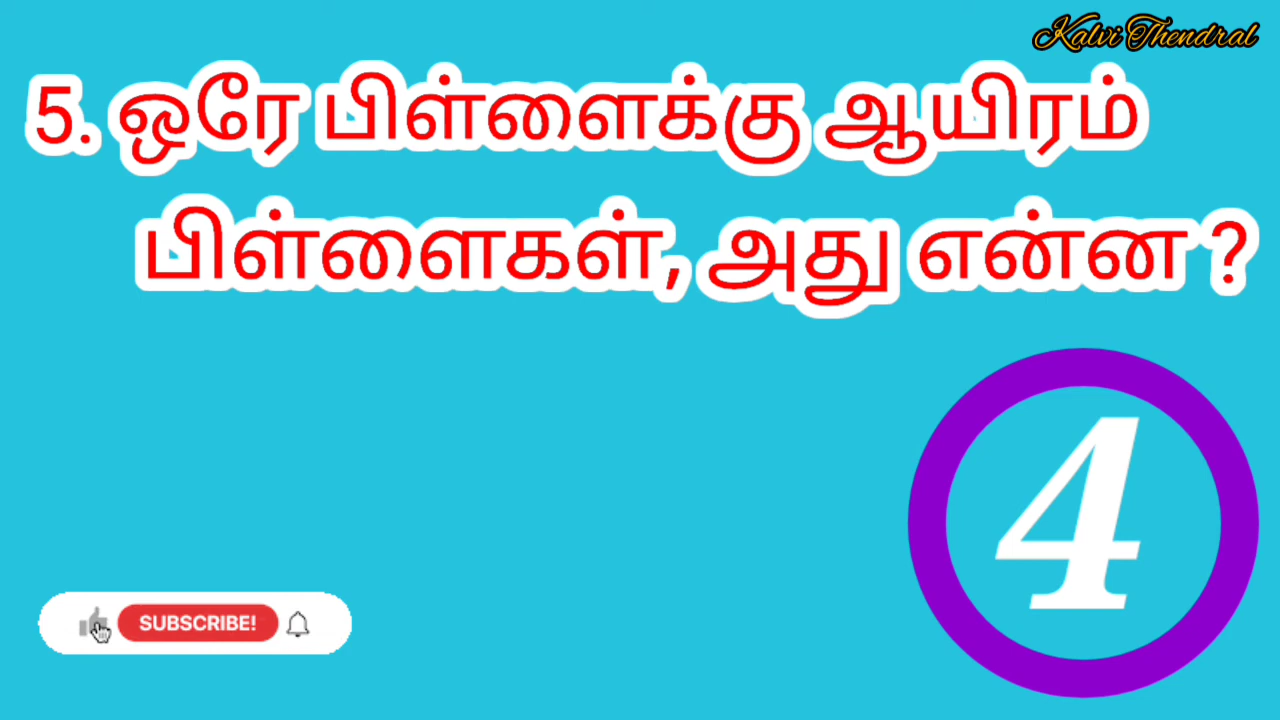 Kalvi Thendral
5. ஒரே பிள்ளைக்கு ஆயிரம்
பிள்ளைகள், அது என்ன ?
4
SUBSCRIBE!